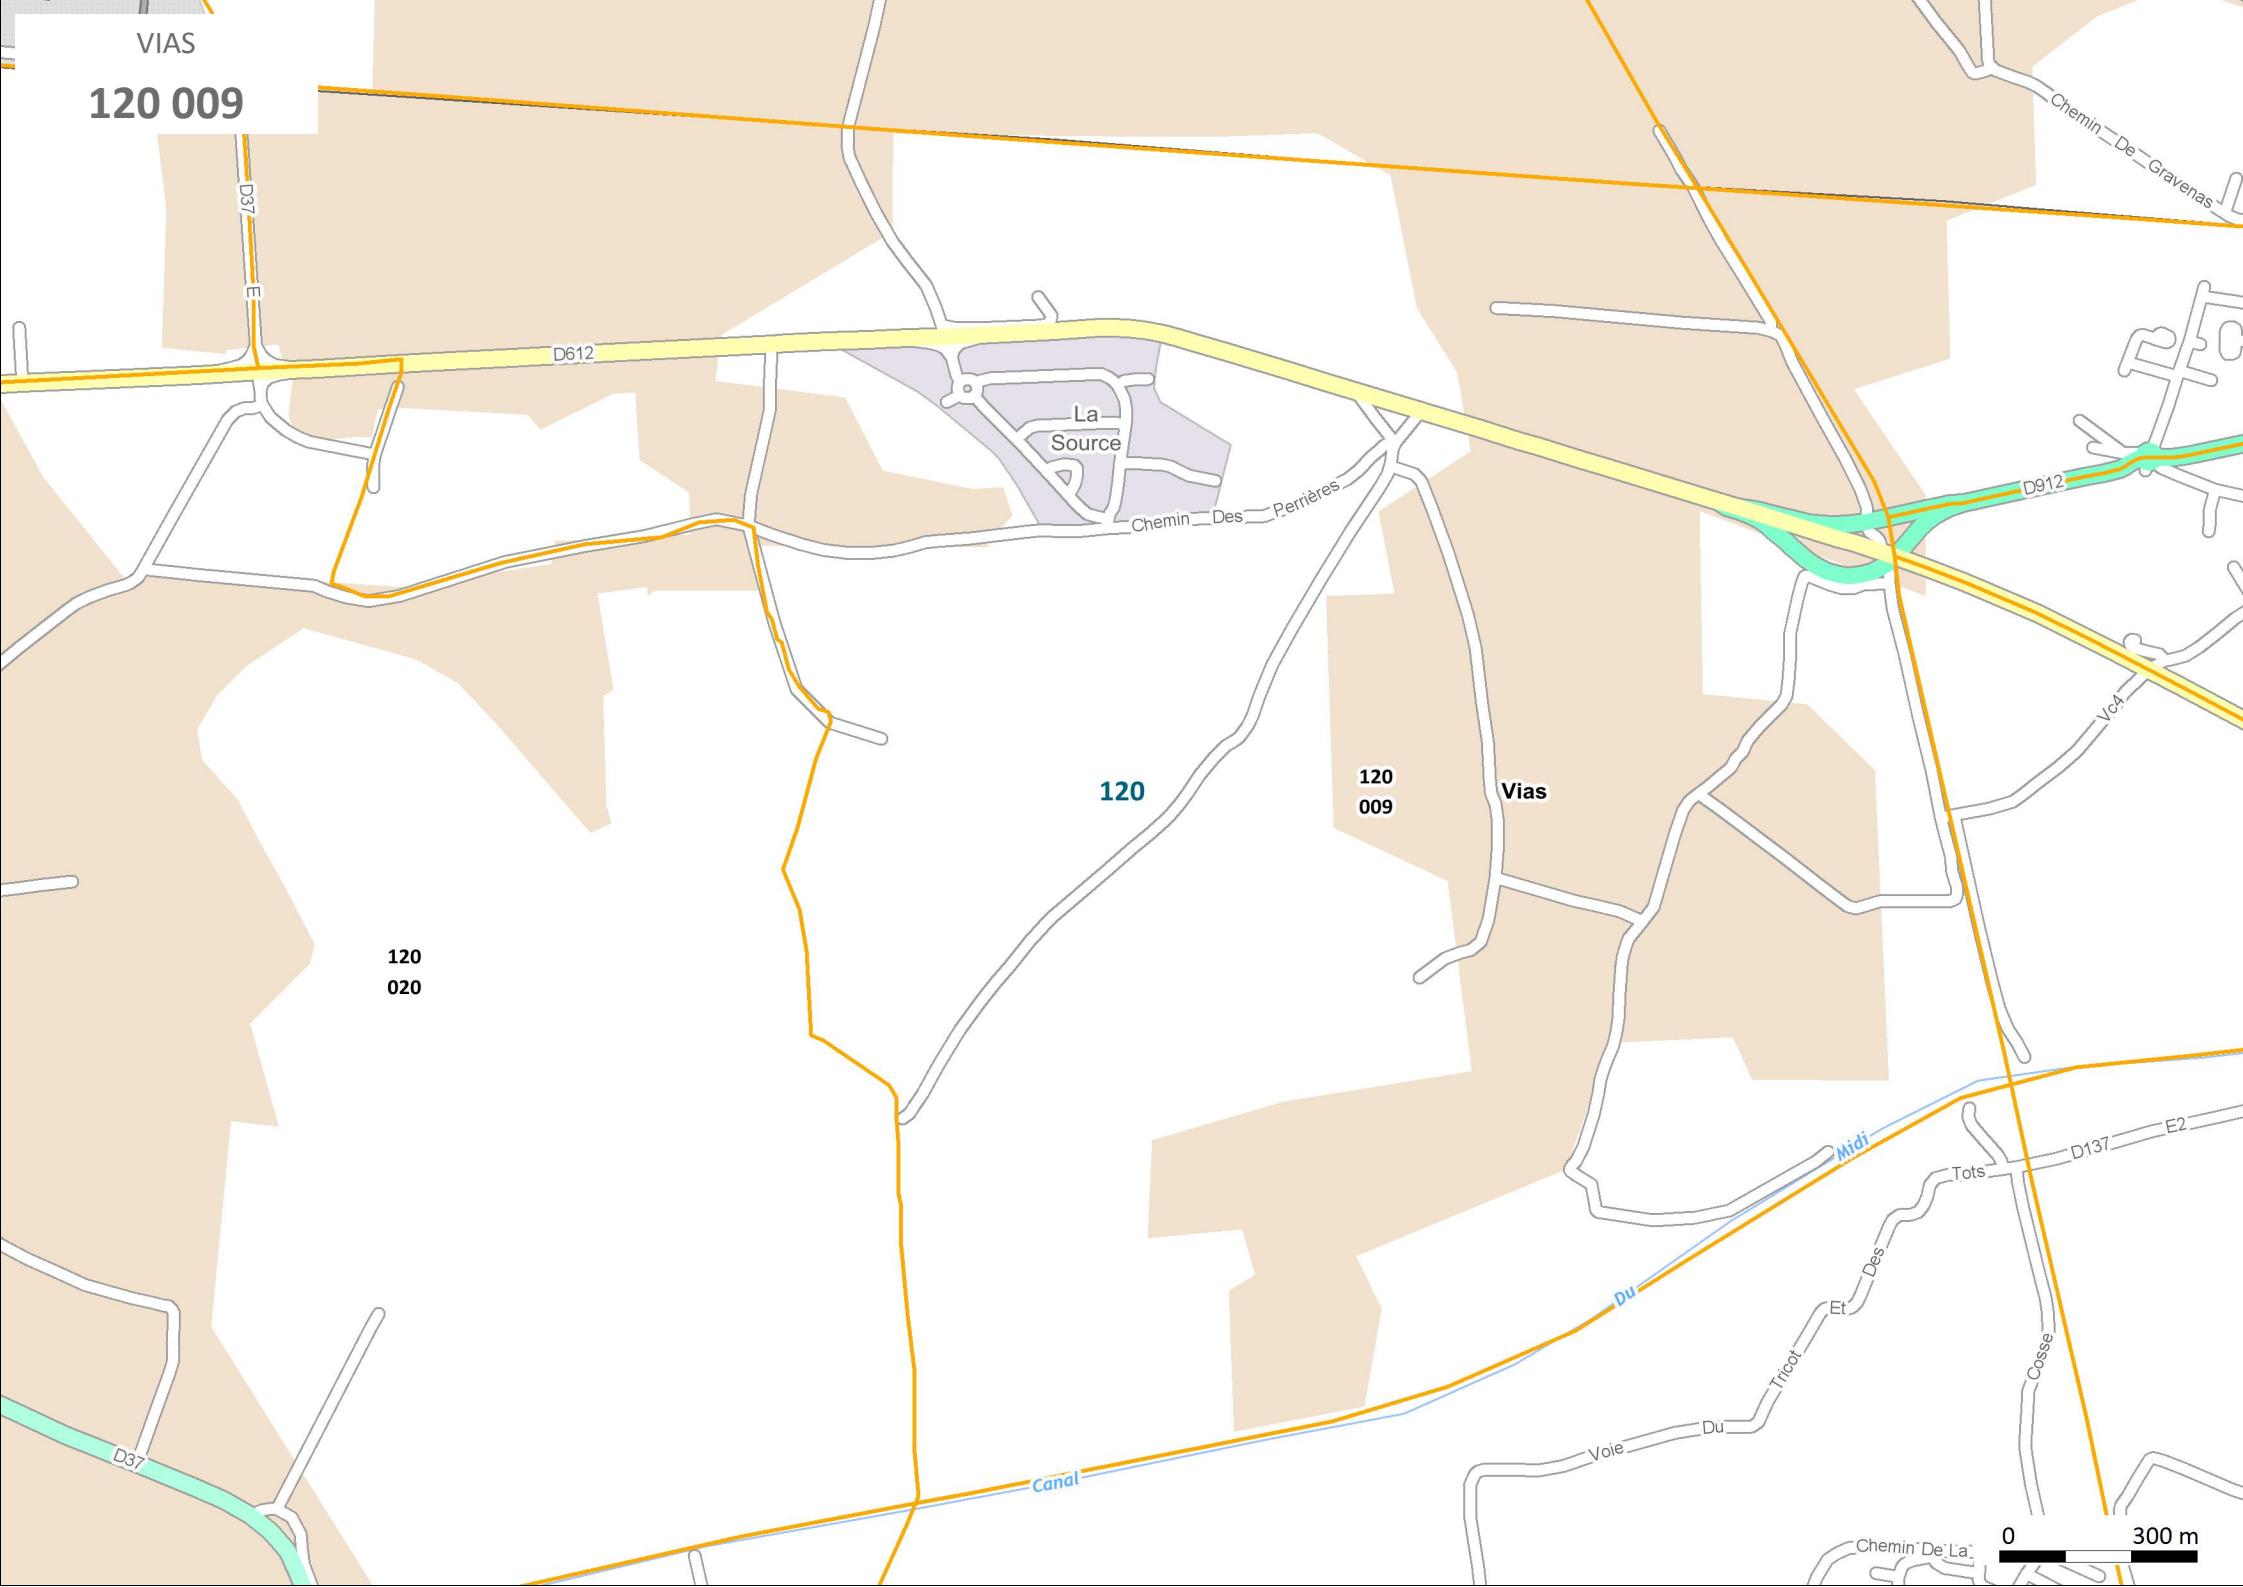 VIAS
120 009
Chemin De Gravenas
D37
E
D612
La
Source
D912
Chemin Des Perrières
Vc4
120
120
009
Vias
120
020
Midi
D137
E2
Tots
Des
Du
Et
Cosse
Tricot
D37
Du
Voie
Canal
0
300 m
Chemin De La